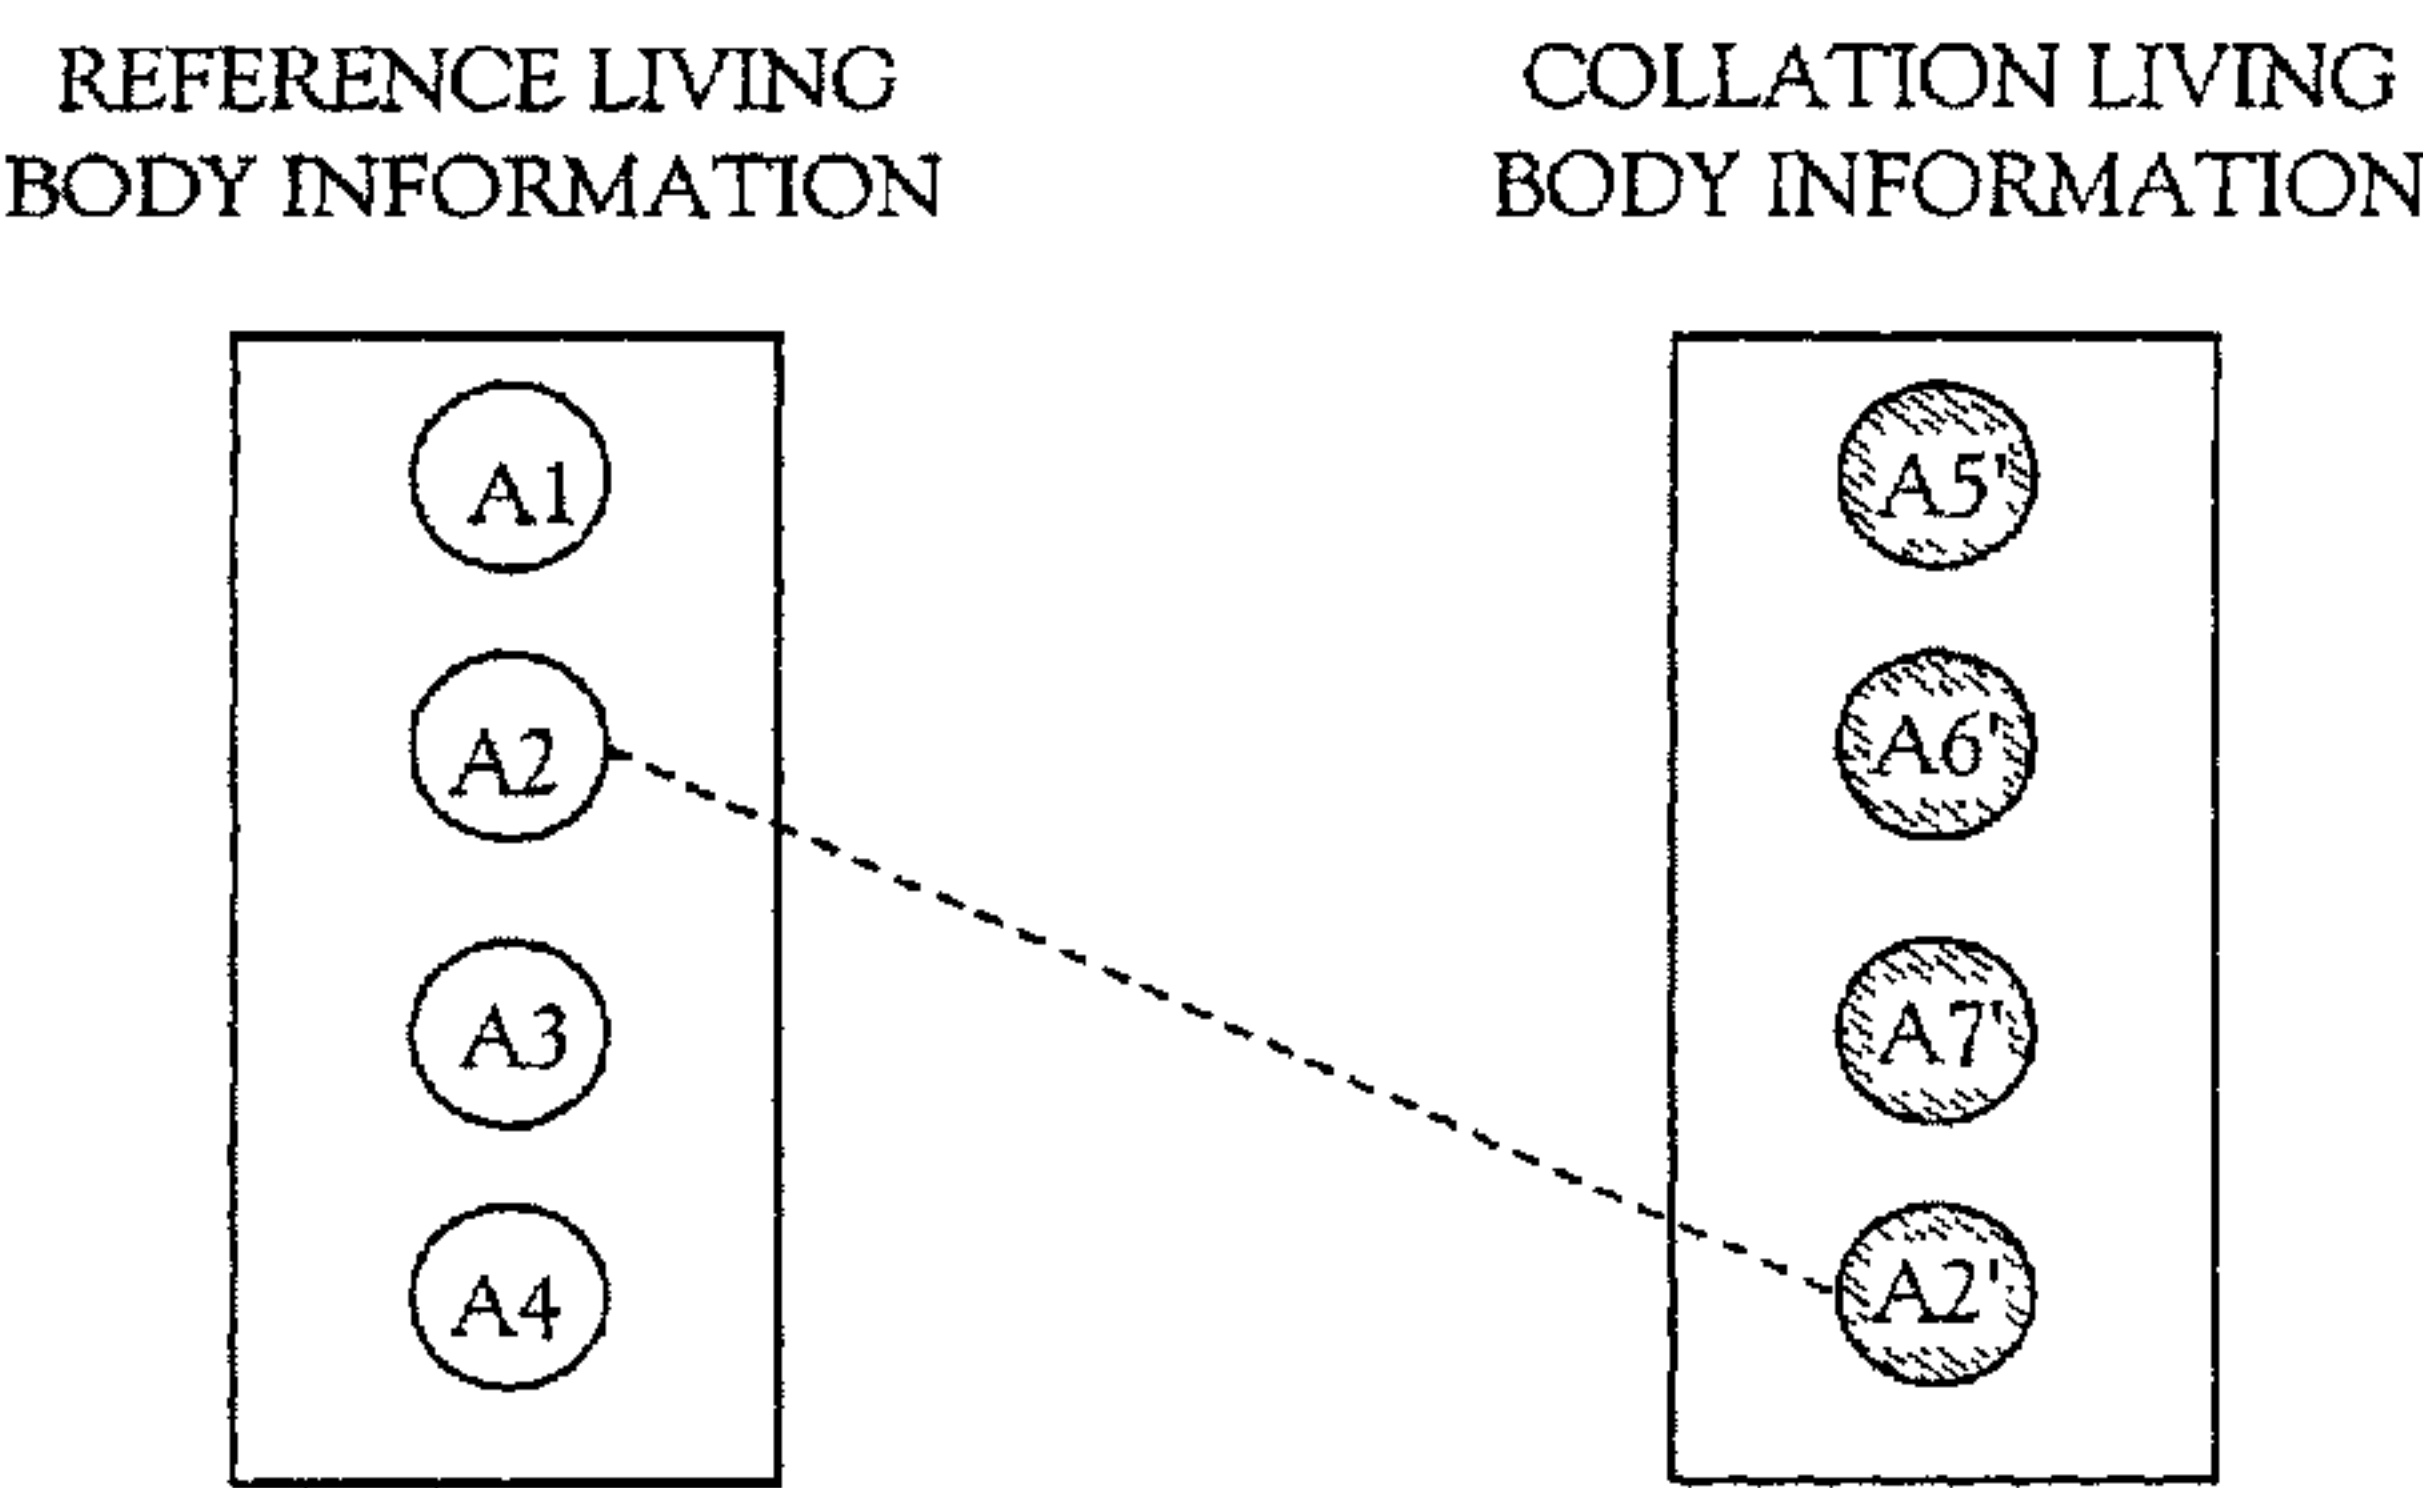 REFERENCE LIVING
BODY INFORMATION
COLLATION LIVING
BODY INFORMATION
A1
A2
A3
A4
A5'
A6'
A7'
A2'